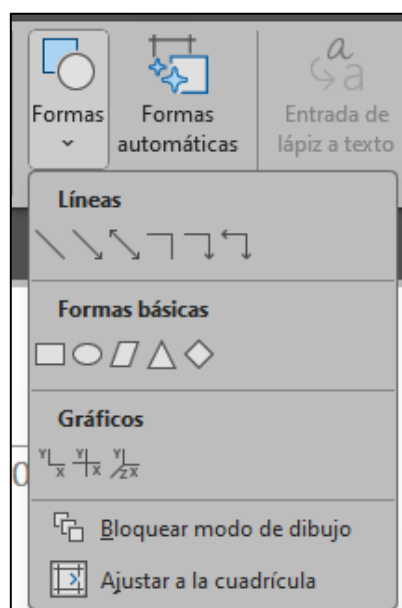 Formas
Formas
automáticas
a
a
Entrada de
lápiz a texto
Líneas
Formas básicas
Gráficos
Y X Y X Y Z X
Bloquear modo de dibujo
Ajustar a la cuadrícula